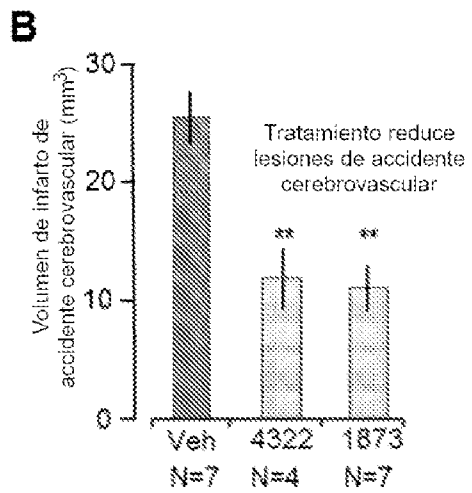 B
Volumen de infarto de
accidente cerebrovascular (mm³)
30
20
10
0
Tratamiento reduce
lesiones de accidente
cerebrovascular
** **
Veh 4322 1873
N=7 N=4 N=7